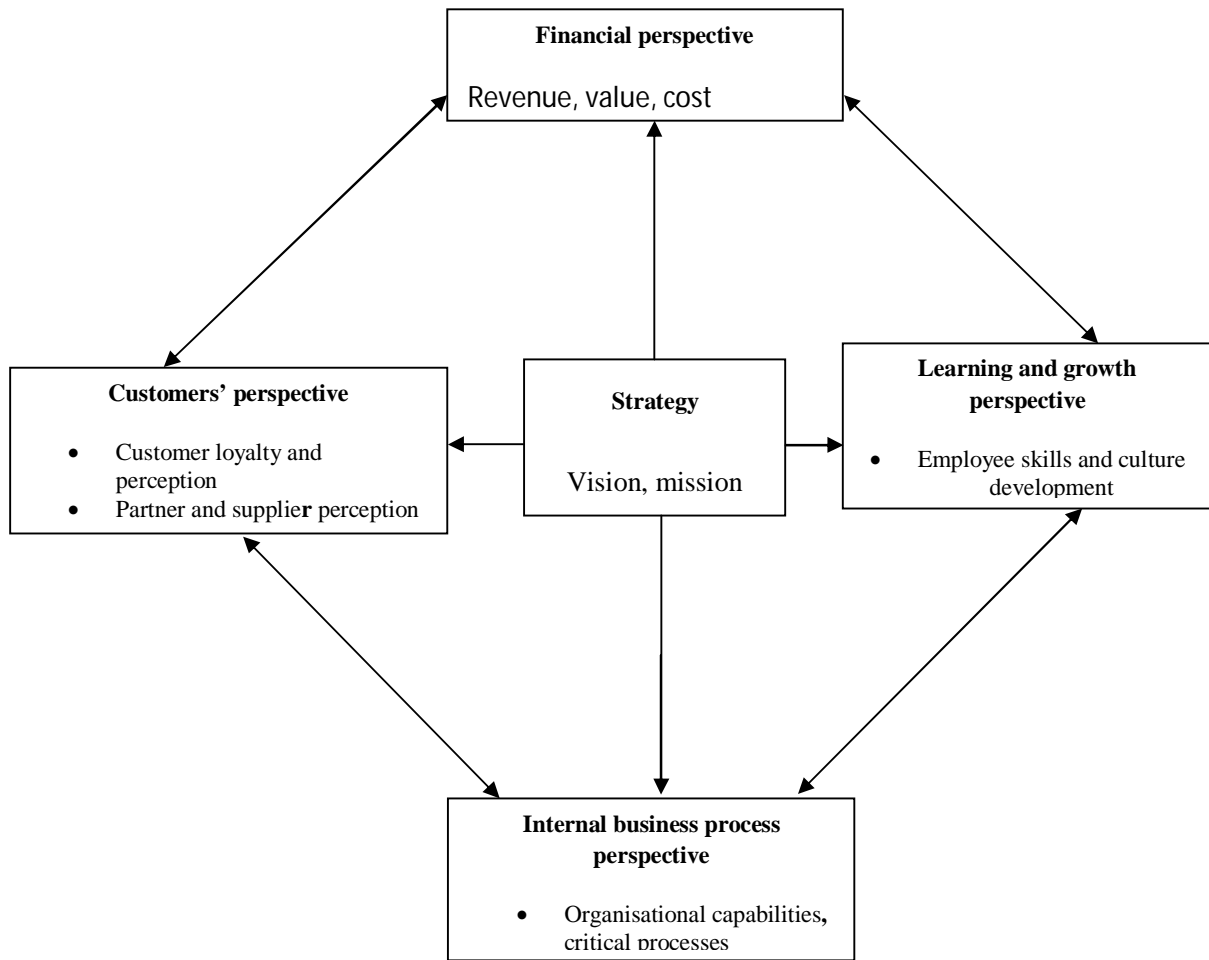 Financial perspective
Revenue, value, cost
Customers’ perspective
• Customer loyalty and
perception
• Partner and supplier perception
Strategy
Vision, mission
Learning and growth
perspective
• Employee skills and culture
development
Internal business process
perspective
• Organisational capabilities,
critical processes